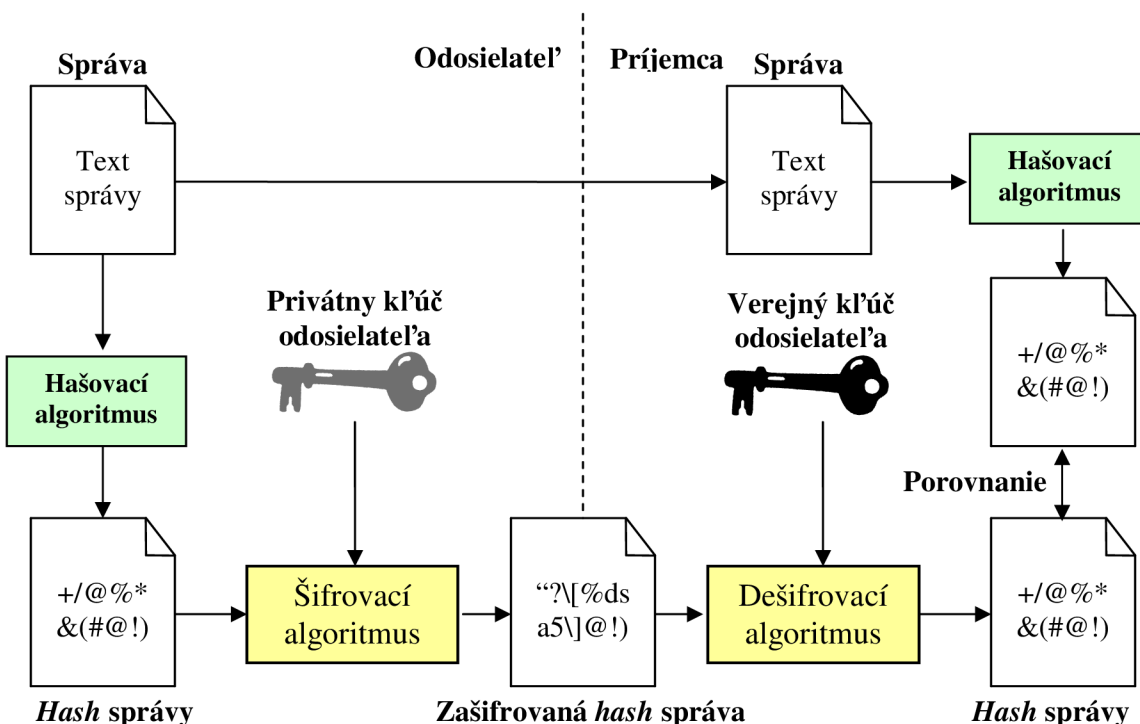 Odosielateľ
Príjemca
Správa
Správa
Text
správy
Text
správy
Hašovací
algoritmus
Privátny kľúč
odosielateľa
Verejný kľúč
odosielateľa
Hašovací
algoritmus
+/@%*
&(#@!)
Porovnanie
+/@%*
&(#@!)
Šifrovací
algoritmus
“?\[%ds
a5\]@!)
Dešifrovací
algoritmus
+/@%*
&(#@!)
Hash správy
Zašifrovaná hash správa
Hash správy